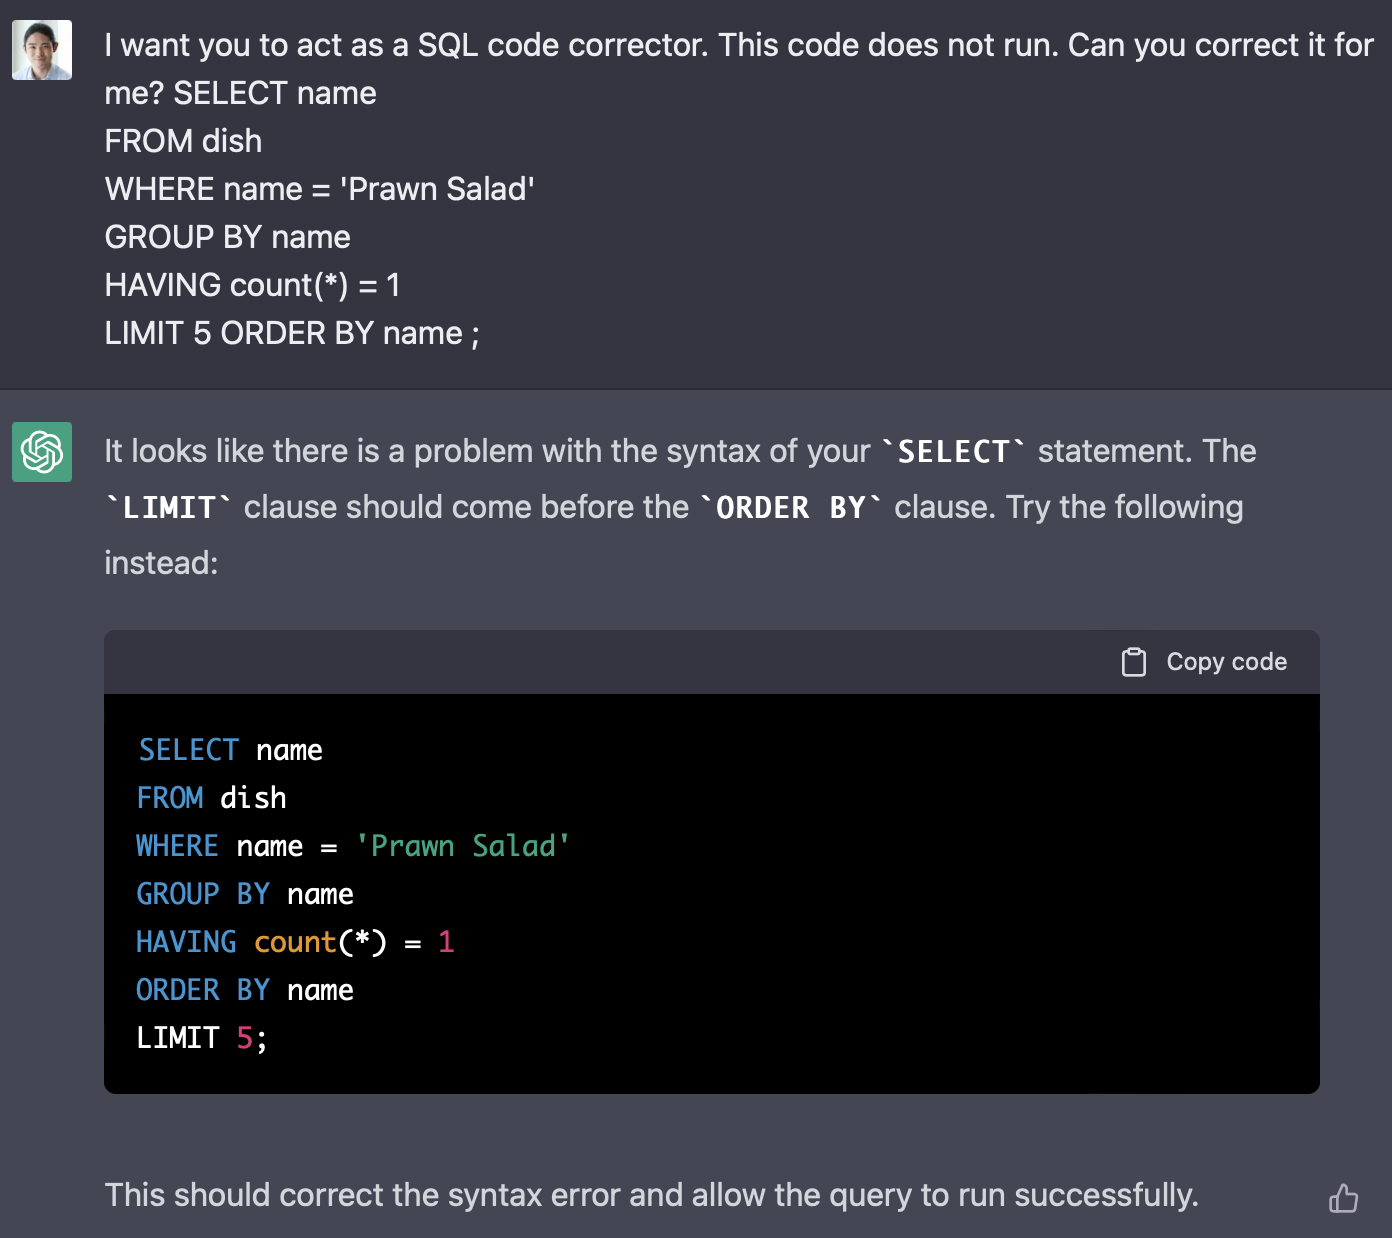 I want you to act as a SQL code corrector. This code does not run. Can you correct it for
me? SELECT name
FROM dish
WHERE name = 'Prawn Salad'
GROUP BY name
HAVING count(*) = 1
LIMIT 5 ORDER BY name ;
It looks like there is a problem with the syntax of your `SELECT` statement. The
`LIMIT` clause should come before the `ORDER BY` clause. Try the following
instead:
Copy code
SELECT name
FROM dish
WHERE name = 'Prawn Salad'
GROUP BY name
HAVING count(*) = 1
ORDER BY name
LIMIT 5;
This should correct the syntax error and allow the query to run successfully.